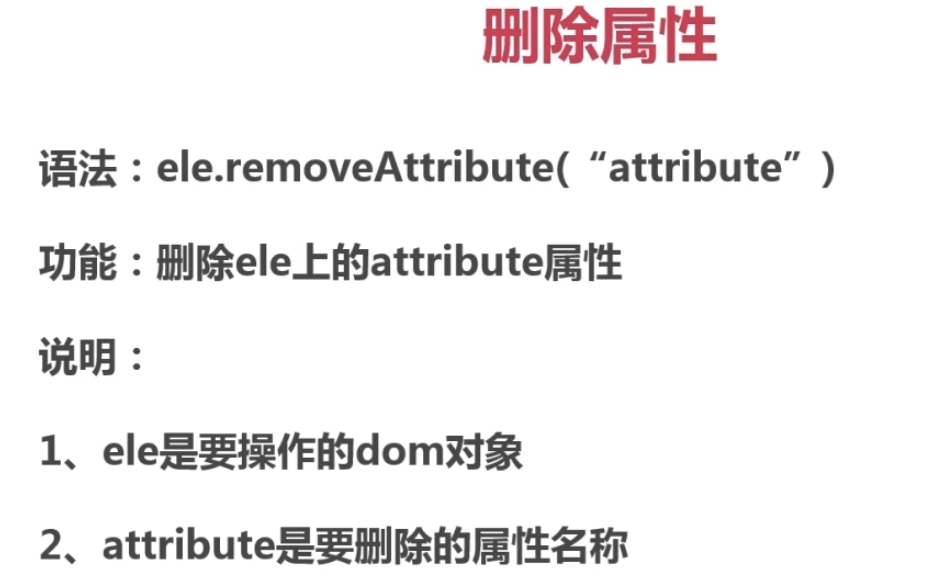 删除属性
语法：ele.removeAttribute(“attribute”)
功能：删除ele上的attribute属性
说明：
1、ele是要操作的dom对象
2、attribute是要删除的属性名称